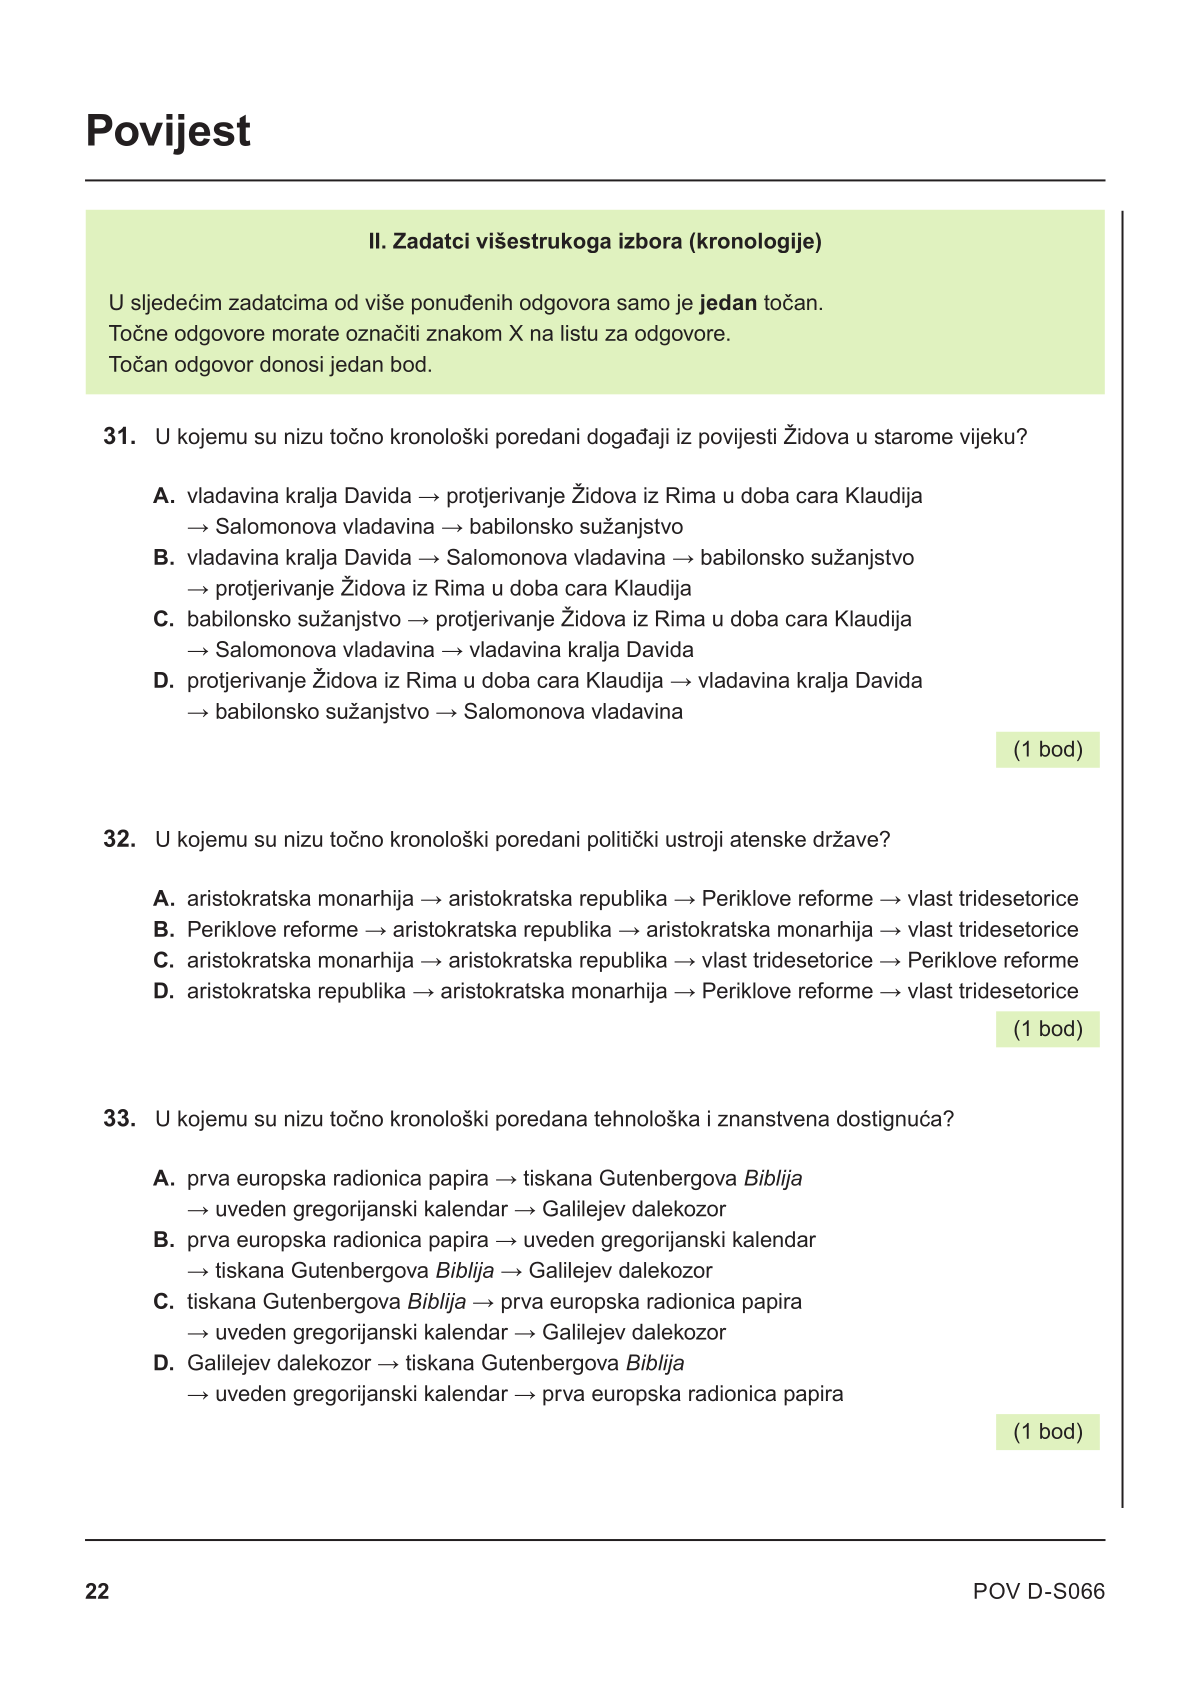 Povijest
II. Zadatci višestrukoga izbora (kronologije)
U sljedećim zadatcima od više ponuđenih odgovora samo je jedan točan.
Točne odgovore morate označiti znakom X na listu za odgovore.
Točan odgovor donosi jedan bod.
31. U kojemu su nizu točno kronološki poredani događaji iz povijesti Židova u starome vijeku?
A. vladavina kralja Davida → protjerivanje Židova iz Rima u doba cara Klaudija
→ Salomonova vladavina → babilonsko sužanjstvo
B. vladavina kralja Davida → Salomonova vladavina → babilonsko sužanjstvo
→ protjerivanje Židova iz Rima u doba cara Klaudija
C. babilonsko sužanjstvo → protjerivanje Židova iz Rima u doba cara Klaudija
→ Salomonova vladavina → vladavina kralja Davida
D. protjerivanje Židova iz Rima u doba cara Klaudija → vladavina kralja Davida
→ babilonsko sužanjstvo → Salomonova vladavina
(1 bod)
32. U kojemu su nizu točno kronološki poredani politički ustroji atenske države?
A. aristokratska monarhija → aristokratska republika → Periklove reforme → vlast tridesetorice
B. Periklove reforme → aristokratska republika → aristokratska monarhija → vlast tridesetorice
C. aristokratska monarhija → aristokratska republika → vlast tridesetorice → Periklove reforme
D. aristokratska republika → aristokratska monarhija → Periklove reforme → vlast tridesetorice
(1 bod)
33. U kojemu su nizu točno kronološki poredana tehnološka i znanstvena dostignuća?
A. prva europska radionica papira → tiskana Gutenbergova Biblija
→ uveden gregorijanski kalendar → Galilejev dalekozor
B. prva europska radionica papira → uveden gregorijanski kalendar
→ tiskana Gutenbergova Biblija → Galilejev dalekozor
C. tiskana Gutenbergova Biblija → prva europska radionica papira
→ uveden gregorijanski kalendar → Galilejev dalekozor
D. Galilejev dalekozor → tiskana Gutenbergova Biblija
→ uveden gregorijanski kalendar → prva europska radionica papira
(1 bod)
22
POV D-S066